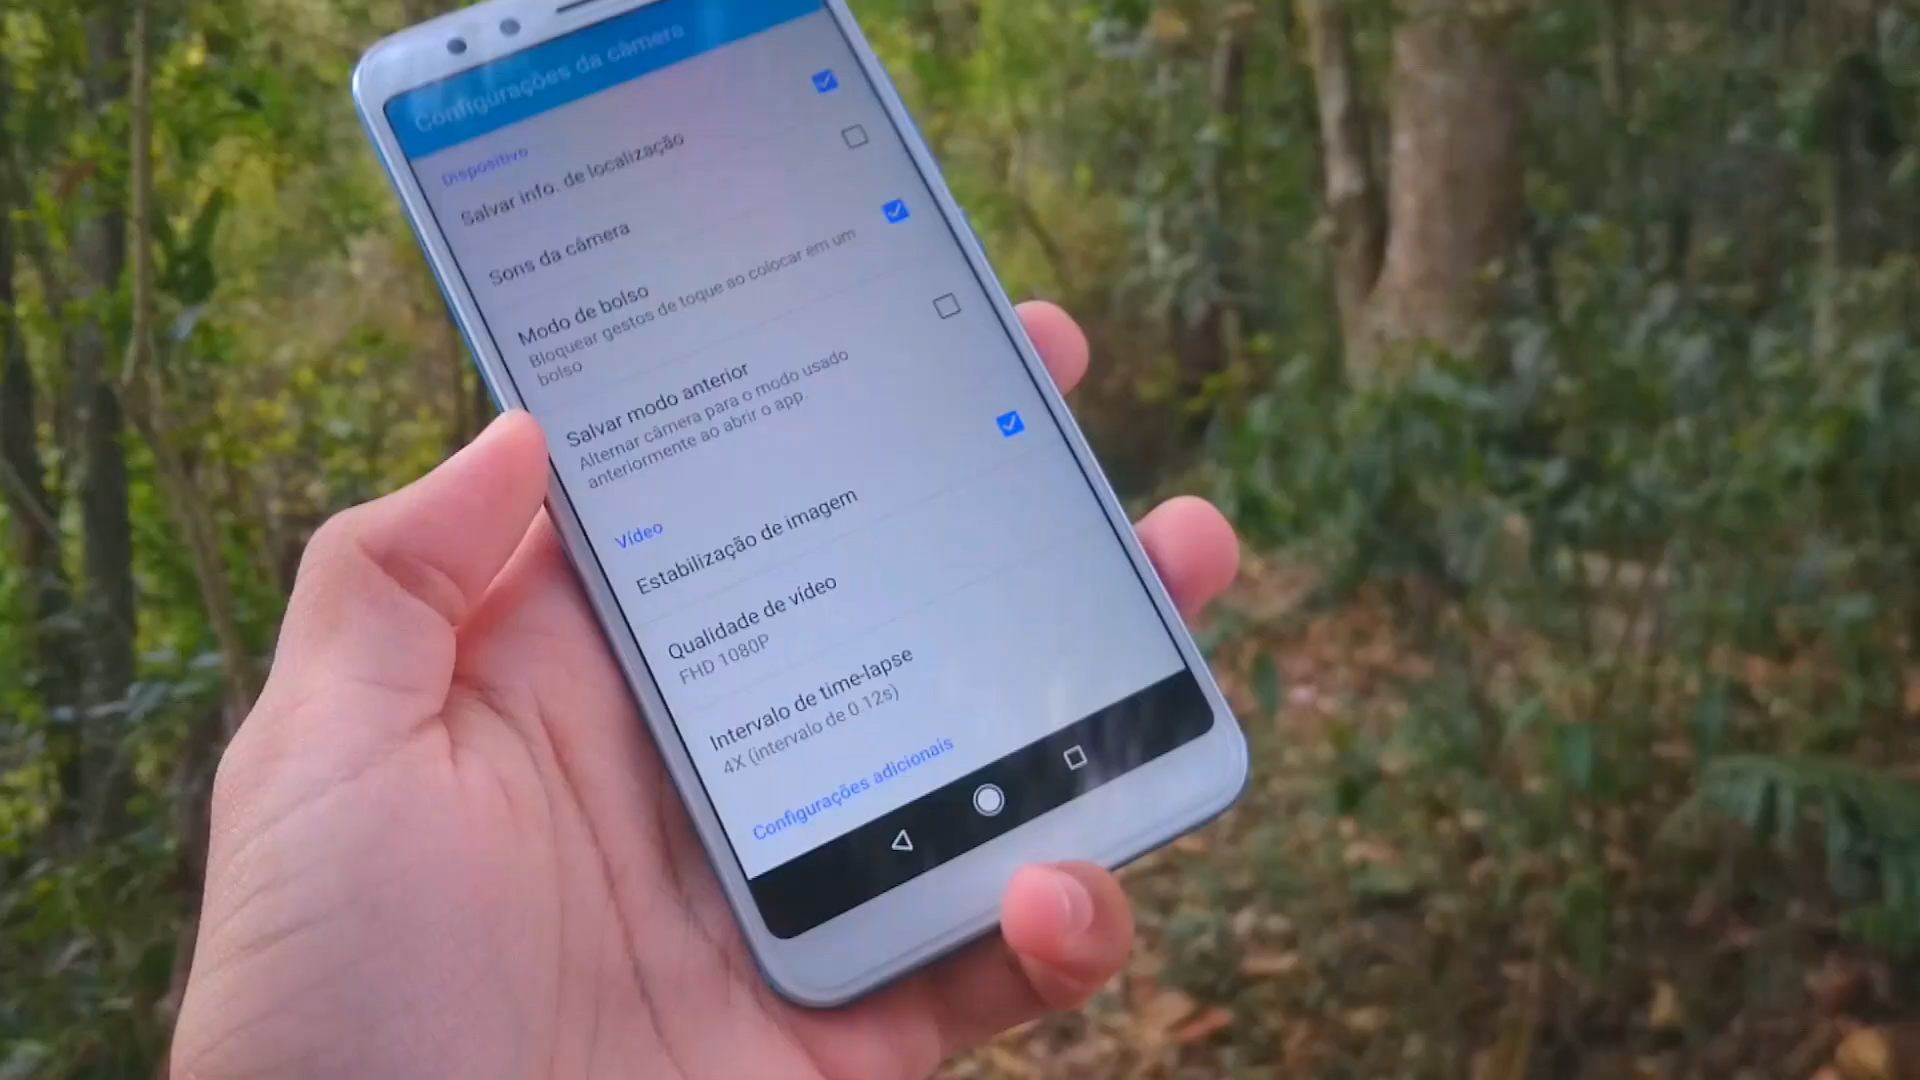 Configurações da câmera
Dispositivo
Salvar info. de localização
Sons da câmera
Modo de bolso
Bloquear gestos de toque ao colocar em um
bolso
Salvar modo anterior
Alternar câmera para o modo usado
anteriormente ao abrir o app.
Vídeo
Estabilização de imagem
Qualidade de vídeo
FHD 1080P
Intervalo de time-lapse
4X (intervalo de 0.12s)
Configurações adicionais